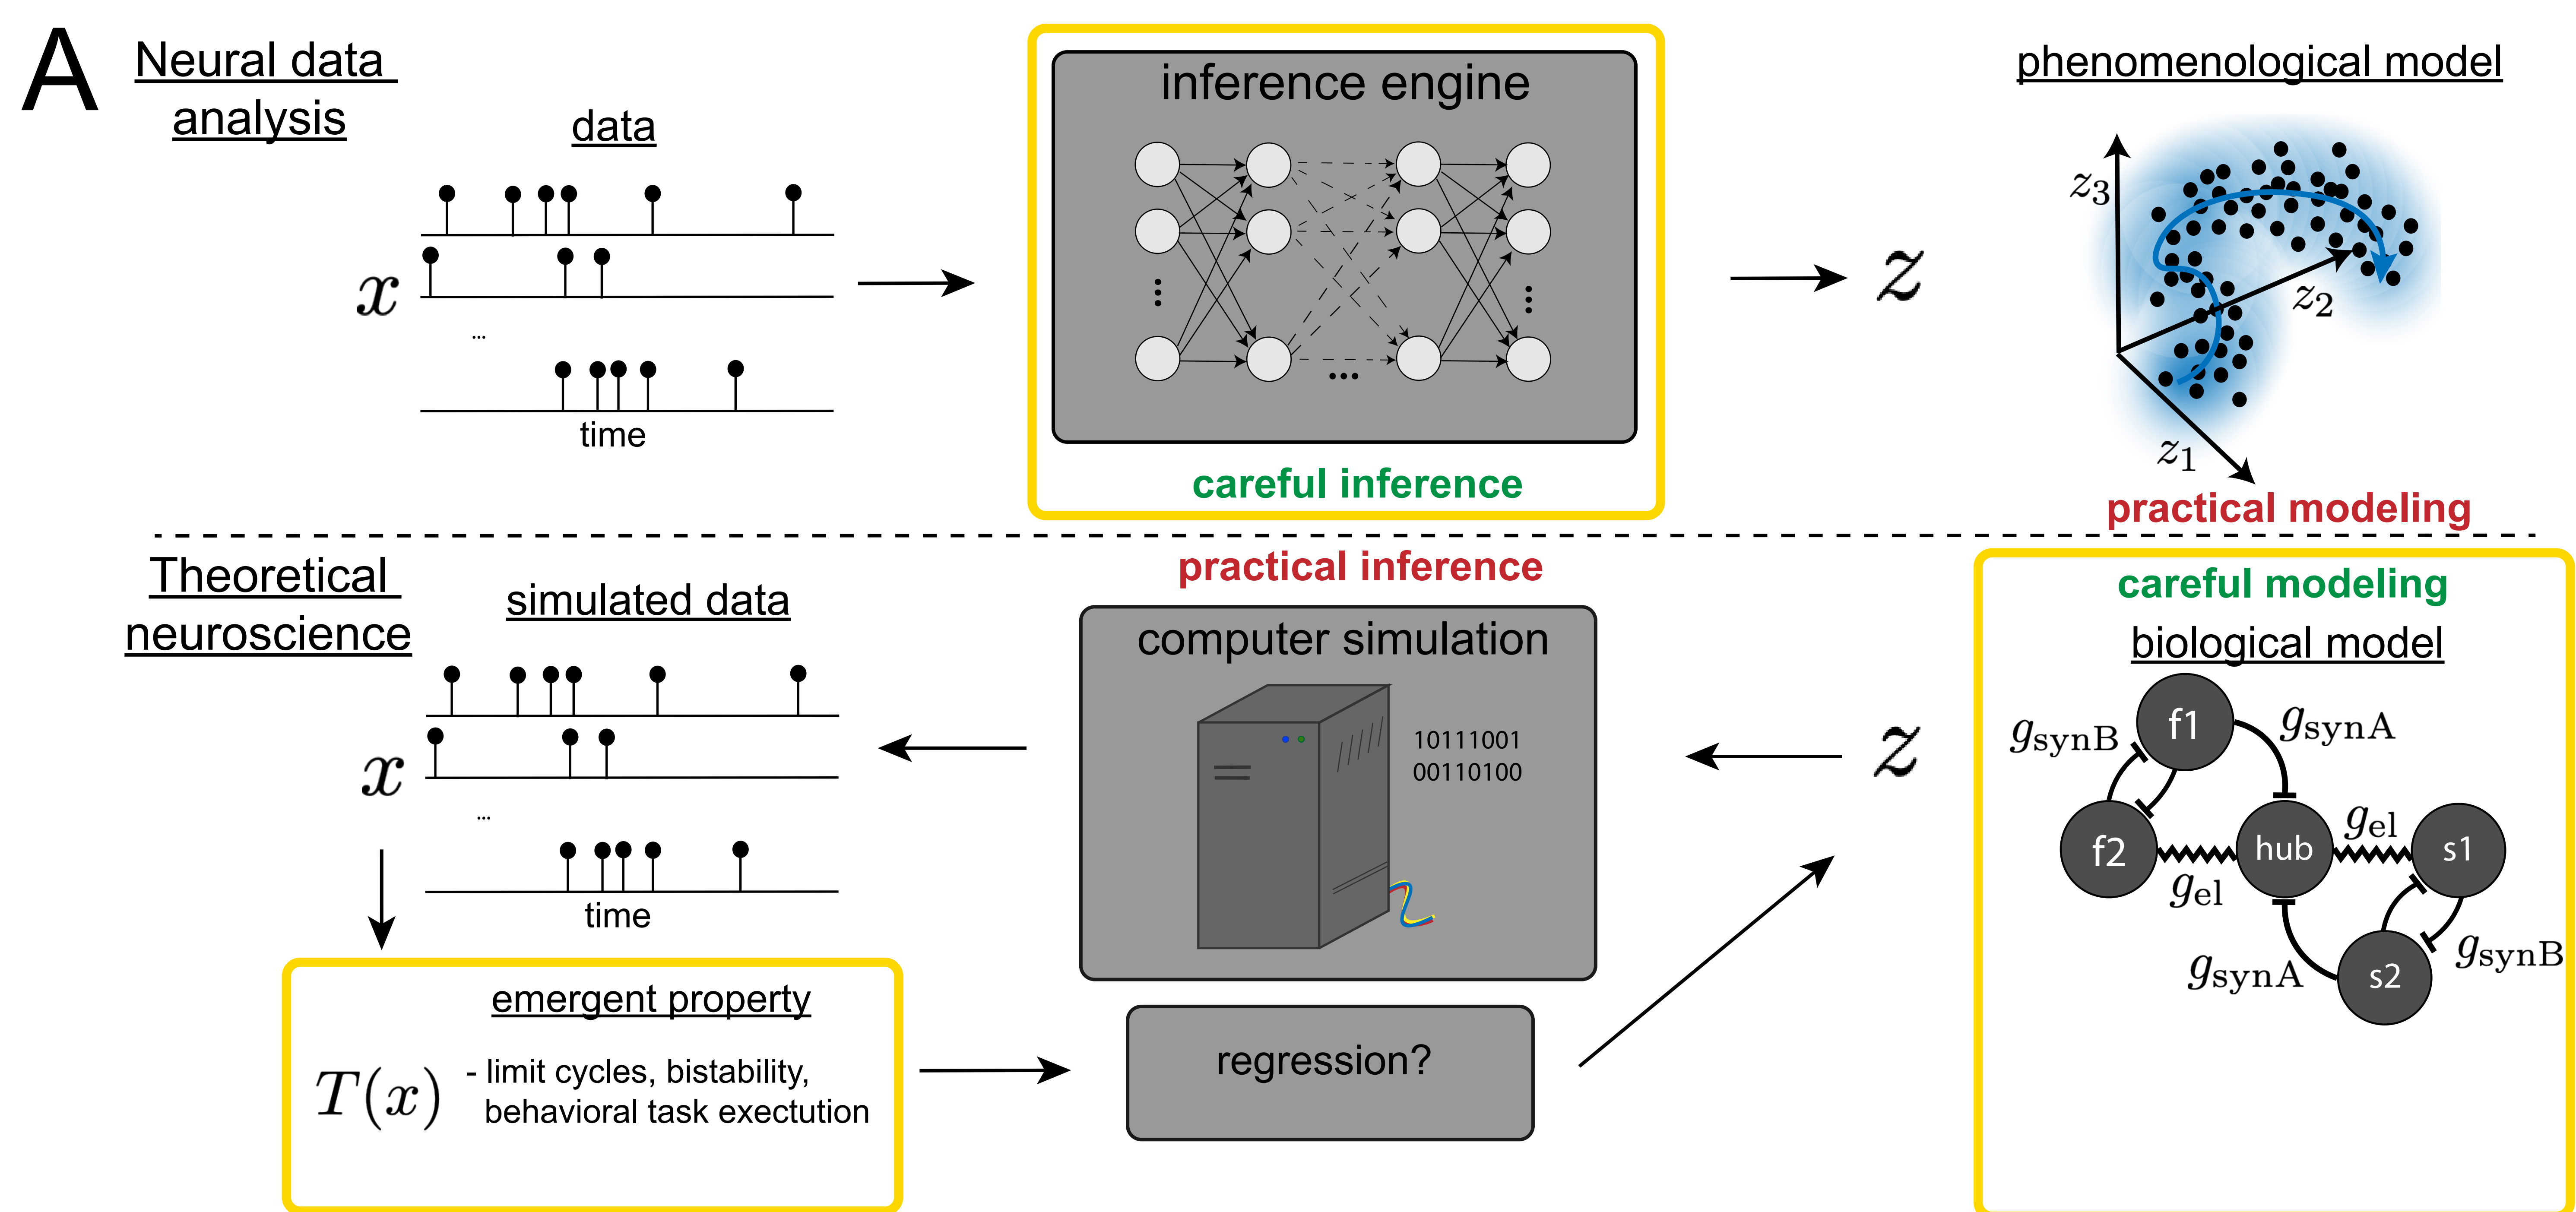 A
Neural data
analysis
data
x
...
time
inference engine
...
careful inference
z
phenomenological model
z3
z2
z1
practical modeling
Theoretical
neuroscience
simulated data
x
...
time
emergent property
T(x)
- limit cycles, bistability,
behavioral task exectution
practical inference
computer simulation
10111001
00110100
regression?
z
careful modeling
biological model
f1
gsynB
gsynA
f2
hub
s1
gel
gel
s2
gsynA
gsynB